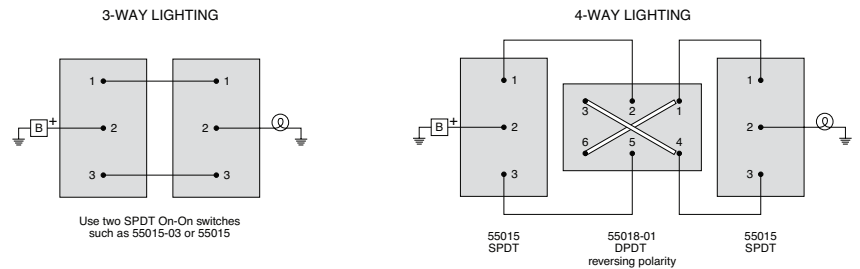 3-WAY LIGHTING
1 1
B + 2 2
3 3
Use two SPDT On-On switches
such as 55015-03 or 55015
4-WAY LIGHTING
1 1
3 2 1
B + 2 2
6 5 4
3 3
55015
SPDT
55018-01
DPDT
reversing polarity
55015
SPDT